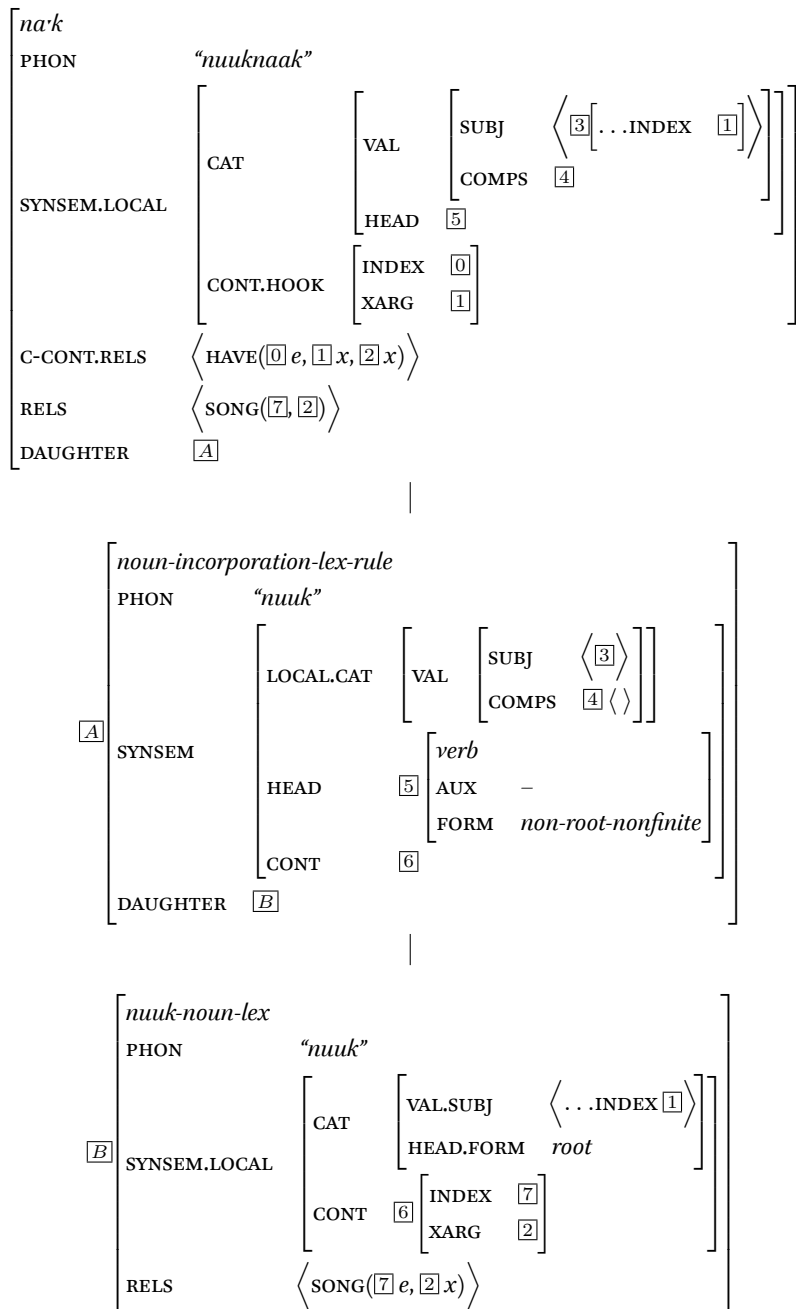 na·k
PHON “nuuknaak”
SUBJ ⟨ 3 [ . . . INDEX 1 ] ⟩
VAL
CAT
COMPS 4
SYNSEM.LOCAL
HEAD 5
INDEX 0
CONT.HOOK
XARG 1
C-CONT.RELS ⟨ HAVE( 0 e, 1 x, 2 x) ⟩
RELS ⟨ SONG( 7 , 2 ) ⟩
DAUGHTER A
noun-incorporation-lex-rule
PHON “nuuk”
SUBJ ⟨ 3 ⟩
LOCAL.CAT VAL
COMPS 4 ⟨ ⟩
A
SYNSEM
verb
HEAD 5 AUX –
FORM non-root-nonfinite
CONT 6
DAUGHTER B
nuuk-noun-lex
PHON “nuuk”
VAL.SUBJ ⟨ . . . INDEX 1 ⟩
CAT
HEAD.FORM root
B SYNSEM.LOCAL
INDEX 7
CONT 6
XARG 2
RELS ⟨ SONG( 7 e, 2 x) ⟩